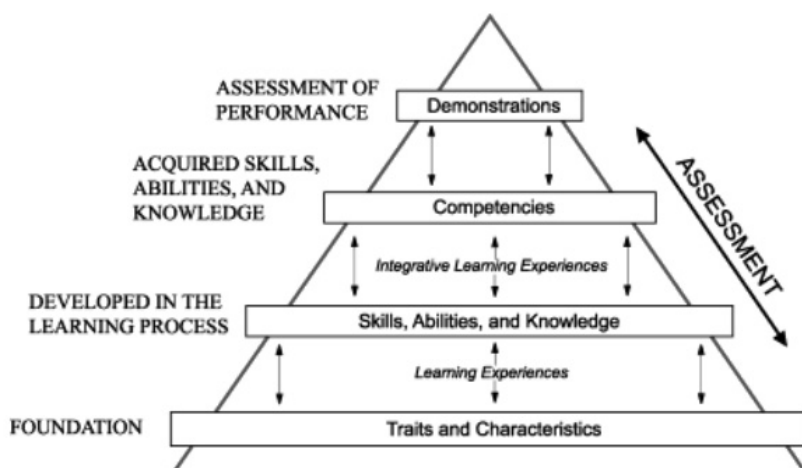 ASSESSMENT OF
PERFORMANCE
Demonstrations
ACQUIRED SKILLS,
ABILITIES, AND
KNOWLEDGE
Competencies
ASSESSMENT
Integrative Learning Experiences
DEVELOPED IN THE
LEARNING PROCESS
Skills, Abilities, and Knowledge
Learning Experiences
FOUNDATION
Traits and Characteristics